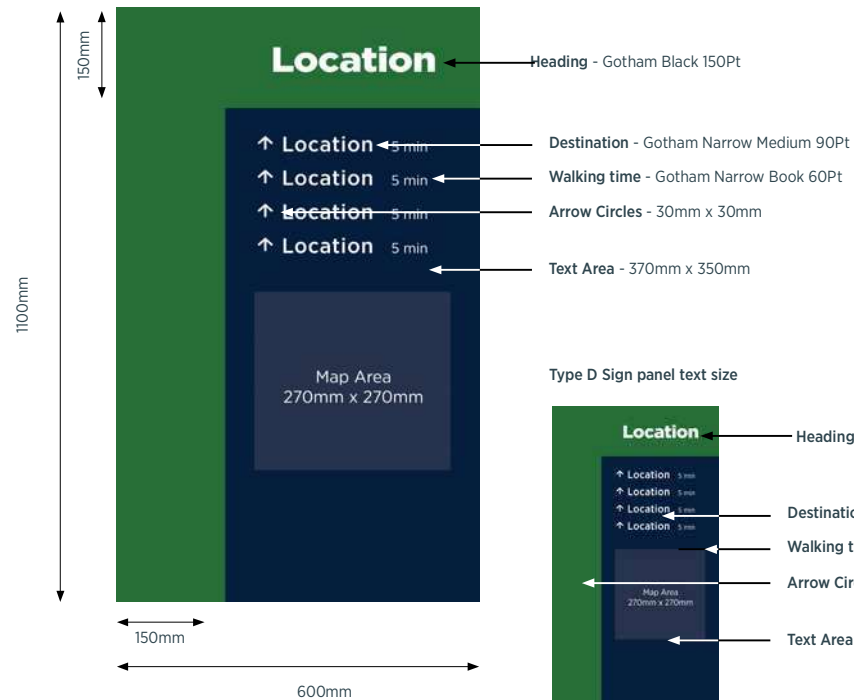 150mm
Location
Heading - Gotham Black 150Pt
↑ Location 5 min
Destination - Gotham Narrow Medium 90Pt
↑ Location 5 min
Walking time - Gotham Narrow Book 60Pt
↑ Location 5 min
Arrow Circles - 30mm x 30mm
↑ Location 5 min
Text Area - 370mm x 350mm
1100mm
Map Area
270mm x 270mm
150mm
600mm
Type D Sign panel text size
Location
Heading
↑ Location 5 min
↑ Location 5 min
↑ Location 5 min
↑ Location 5 min
Destinatio
Walking t
Map Area
270mm x 270mm
Arrow Cir
Text Area